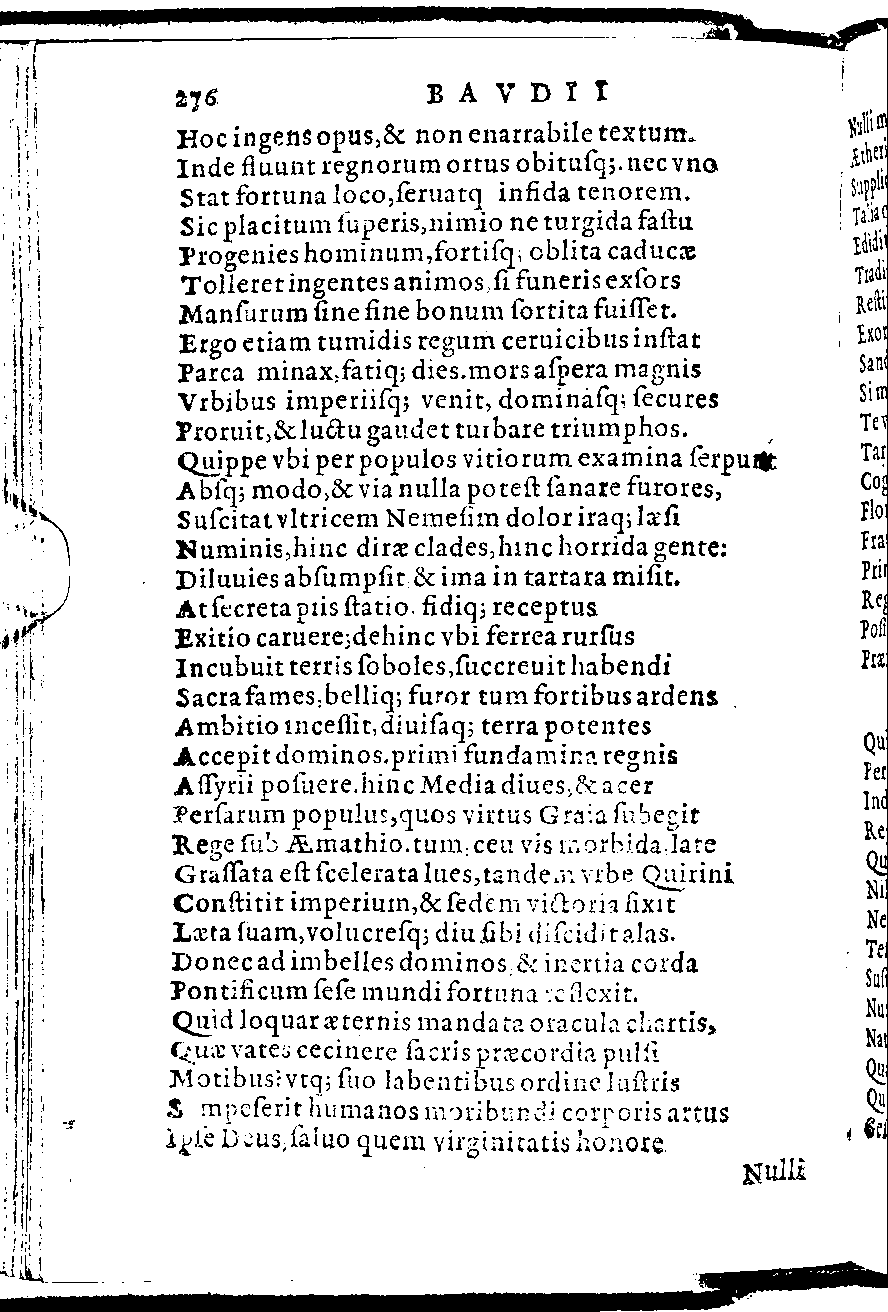 276 BAVDII
Hoc ingens opus,& non enarrabile textum.
Inde fluunt regnorum ortus obituſq;. nec vno
Stat fortuna loco,ſeruatq infida tenorem.
Sic placitum ſuperis,nimio ne turgida faſtu
Progenies hominum,fortiſq; oblita caducæ
Tolleret ingentes animos,ſi funeris exſors
Manſurum ſine fine bonum ſortita fuiſſet.
Ergo etiam tumidis regum ceruicibus inſtat
Parca minax,fatiq; dies.mors aſpera magnis
Vrbibus imperiiſq; venit, dominaſq; ſecures
Proruit,& luctu gaudet turbare triumphos.
Quippe vbi per populos vitiorum examina ſerpunt
Abſq; modo,& via nulla poteſt ſanare furores,
Suſcitat vltricem Nemeſim dolor iraq; læſi
Numinis,hinc diræ clades,hinc horrida gente:
Diluuies abſumpſit & ima in tartara miſit.
At ſecreta piis ſtatio. fidiq; receptus
Exitio caruere;dehinc vbi ferrea rurſus
Incubuit terris ſoboles,ſuccreuit habendi
Sacra fames,belliq; furor tum fortibus ardens
Ambitio inceſſit,diuiſaq; terra potentes
Accepit dominos.primi fundamina regnis
Aſſyrii poſuere.hinc Media diues,& acer
Perſarum populus,quos virtus Graia ſubegit
Rege ſub Æmathio.tum,ceu vis morbida,late
Graſſata eſt ſcelerata lues,tandem vrbe Quirini
Conſtitit imperium,& ſedem victoria fixit
Læta ſuam,volucreſq; diu ſibi diſcidit alas.
Donec ad imbelles dominos,& inertia corda
Pontificum ſeſe mundi fortuna reflexit.
Quid loquar æternis mandata oracula chartis,
Quæ vates cecinere ſacris præcordia pulſi
Motibus?vtq; ſuo labentibus ordine luſtris
S mpſerit humanos moribundi corporis artus
Ipſe Deus,ſaluo quem virginitatis honore
Nulli
Nulli m
Ætheri
Supplic
Talia c
Edidit
Tradi
Reſti
Exor
Sanc
Si m
Te v
Tar
Cog
Flor
Fra
Prin
Reg
Poſt
Præ
Qui
Per
Ind
Re
Qu
Nil
Ne
Te
Suſ
Nu
Nat
Qu
Qu